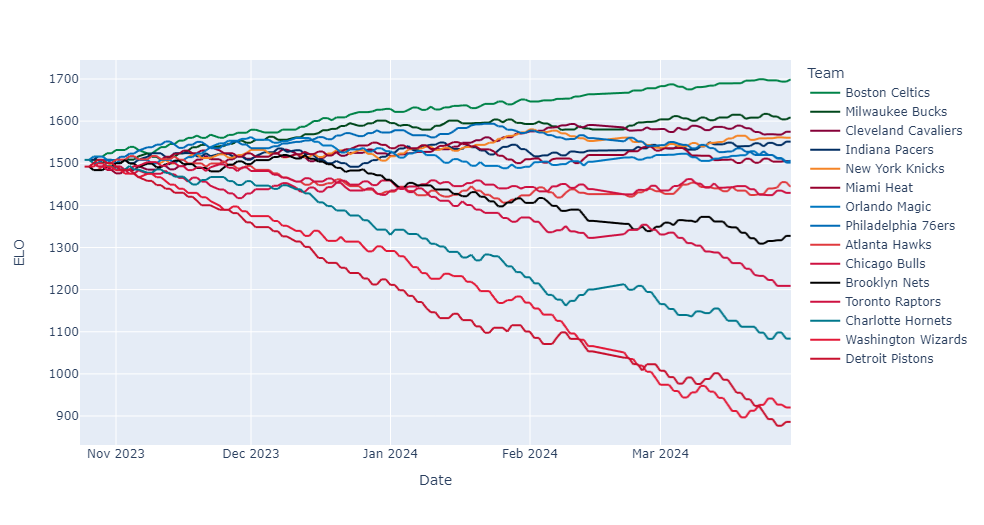 1700
1600
1500
1400
1300
1200
1100
1000
900
ELO
Nov 2023
Dec 2023
Jan 2024
Feb 2024
Mar 2024
Date
Team
Boston Celtics
Milwaukee Bucks
Cleveland Cavaliers
Indiana Pacers
New York Knicks
Miami Heat
Orlando Magic
Philadelphia 76ers
Atlanta Hawks
Chicago Bulls
Brooklyn Nets
Toronto Raptors
Charlotte Hornets
Washington Wizards
Detroit Pistons